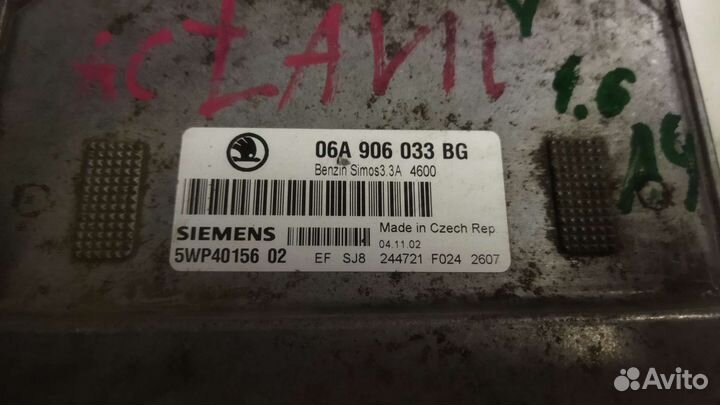 ACTAVII
1.6
06A 906 033 BG
Benzin Simos3.3A 4600
SIEMENS
Made in Czech Rep
04.11.02
5WP40156 02
EF SJ8 244721 F024 2607
Avito